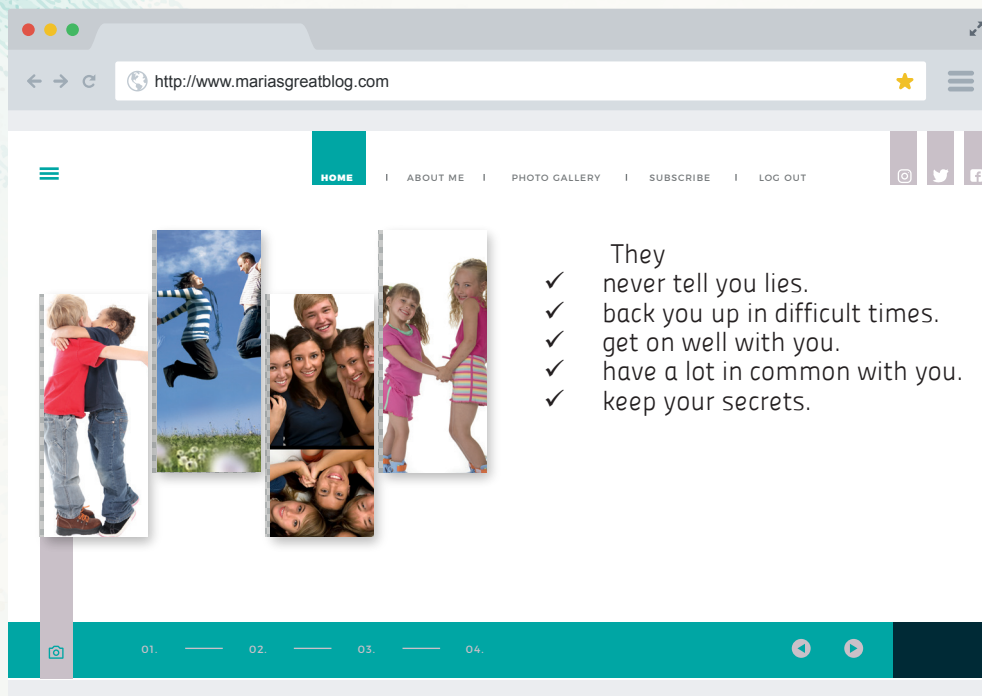 http://www.mariasgreatblog.com
HOME I ABOUT ME I PHOTO GALLERY I SUBSCRIBE I LOG OUT
They
✓ never tell you lies.
✓ back you up in difficult times.
✓ get on well with you.
✓ have a lot in common with you.
✓ keep your secrets.
01. 02. 03. 04.